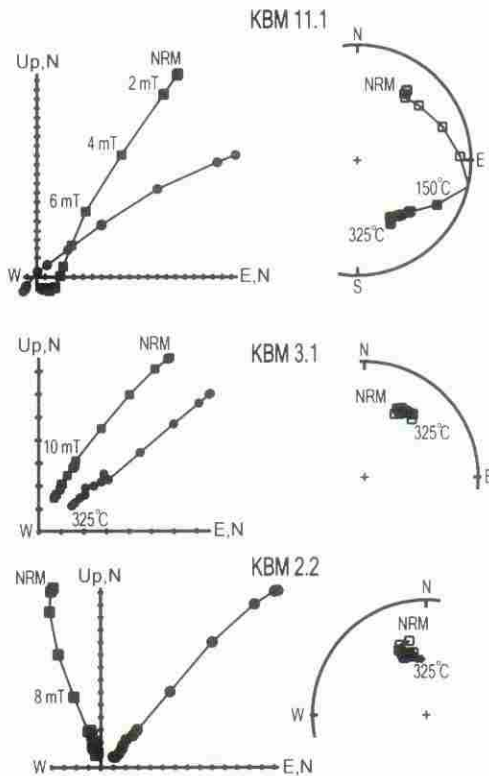 KBM 11.1
Up,N
NRM
2 mT
4 mT
6 mT
W
E,N
N
NRM
E
150°C
325°C
S
KBM 3.1
Up,N
NRM
10 mT
325°C
W
E,N
N
NRM
325°C
E
KBM 2.2
NRM
Up,N
8 mT
W
E,N
N
NRM
325°C
W